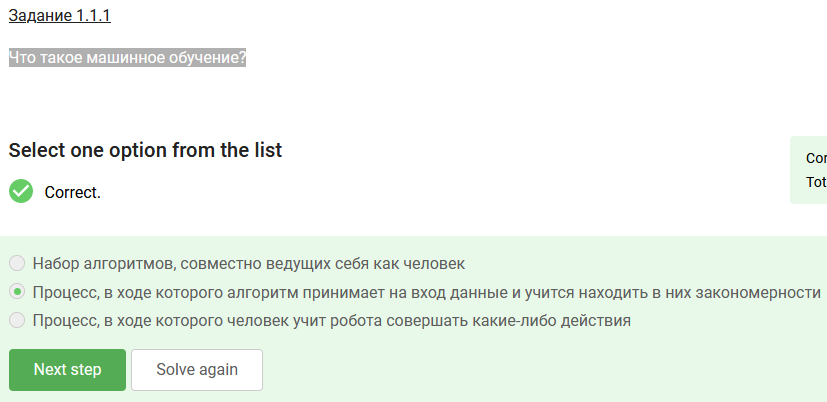 Задание 1.1.1
Что такое машинное обучение?
Select one option from the list
Correct.
Набор алгоритмов, совместно ведущих себя как человек
Процесс, в ходе которого алгоритм принимает на вход данные и учится находить в них закономерности
Процесс, в ходе которого человек учит робота совершать какие-либо действия
Next step
Solve again